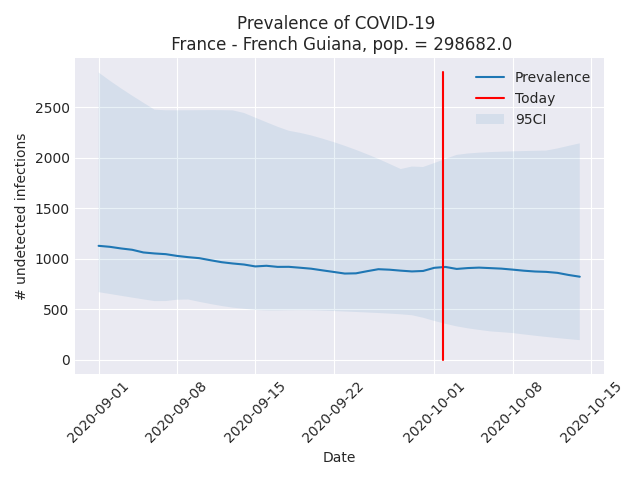 Prevalence of COVID-19
France - French Guiana, pop. = 298682.0
Prevalence
Today
95CI
2500
2000
1500
1000
500
0
# undetected infections
2020-09-01
2020-09-08
2020-09-15
2020-09-22
2020-10-01
2020-10-08
2020-10-15
Date